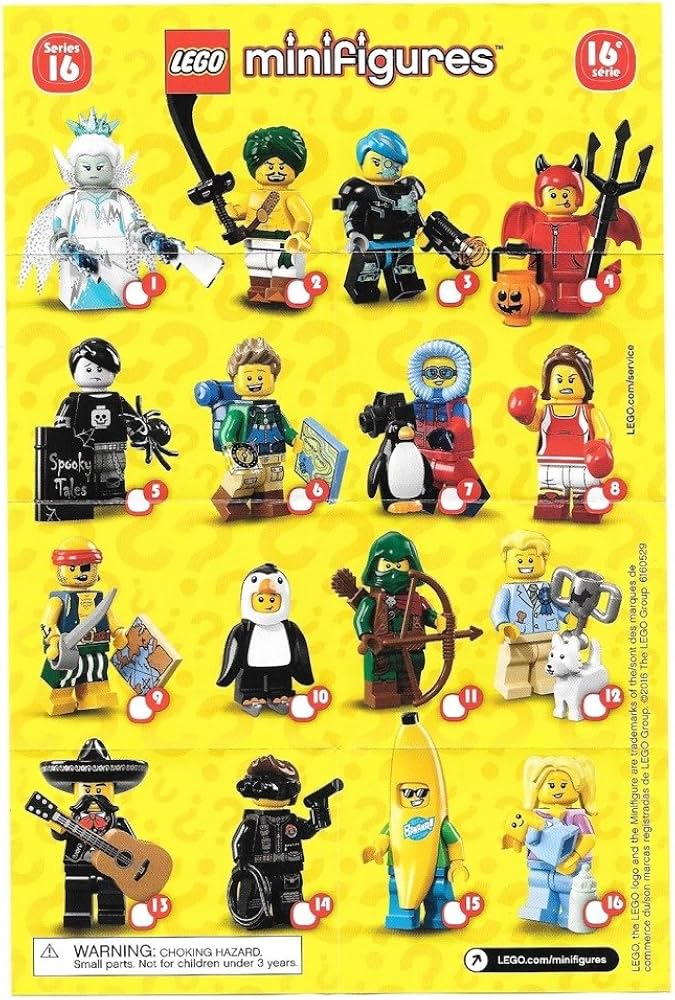 Series
16
LEGO minifigures™
16e
série
1
2
3
4
Spooky
Tales
5
6
7
8
LEGO.com/service
9
10
11
12
BANANA!
13
14
15
16
WARNING: CHOKING HAZARD.
Small parts. Not for children under 3 years.
LEGO.com/minifigures
LEGO, the LEGO logo and the Minifigure are trademarks of the/sont des marques de
commerce du/son marcas registradas de LEGO Group. ©2016 The LEGO Group. 6160529